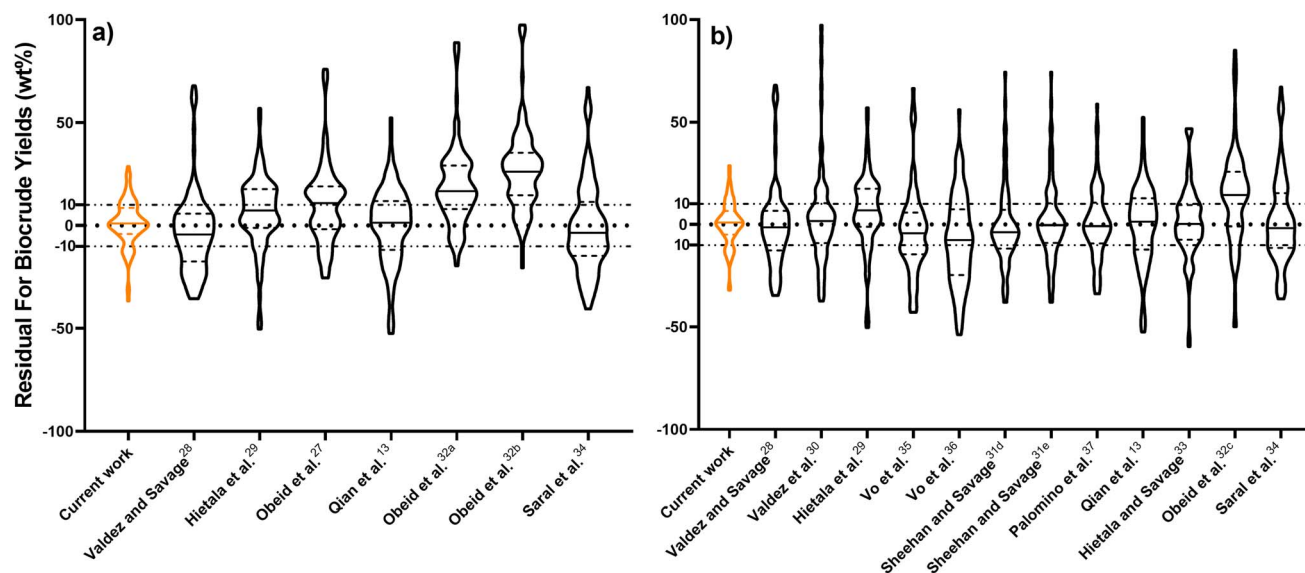 a)
Residual For Biocrude Yields (wt%)
100
50
10
0
-10
-50
-100
Current work
Valdez and Savage28
Hietala et al.29
Obeid et al.27
Qian et al.13
Obeid et al.32a
Obeid et al.32b
Saral et al.34
b)
100
50
10
0
10
-50
-100
Current work
Valdez and Savage28
Valdez et al.30
Hietala et al.29
Vo et al.35
Vo et al.36
Sheehan and Savage31d
Sheehan and Savage31e
Palomino et al.37
Qian et al.13
Hietala and Savage33
Obeid et al.32c
Saral et al.34